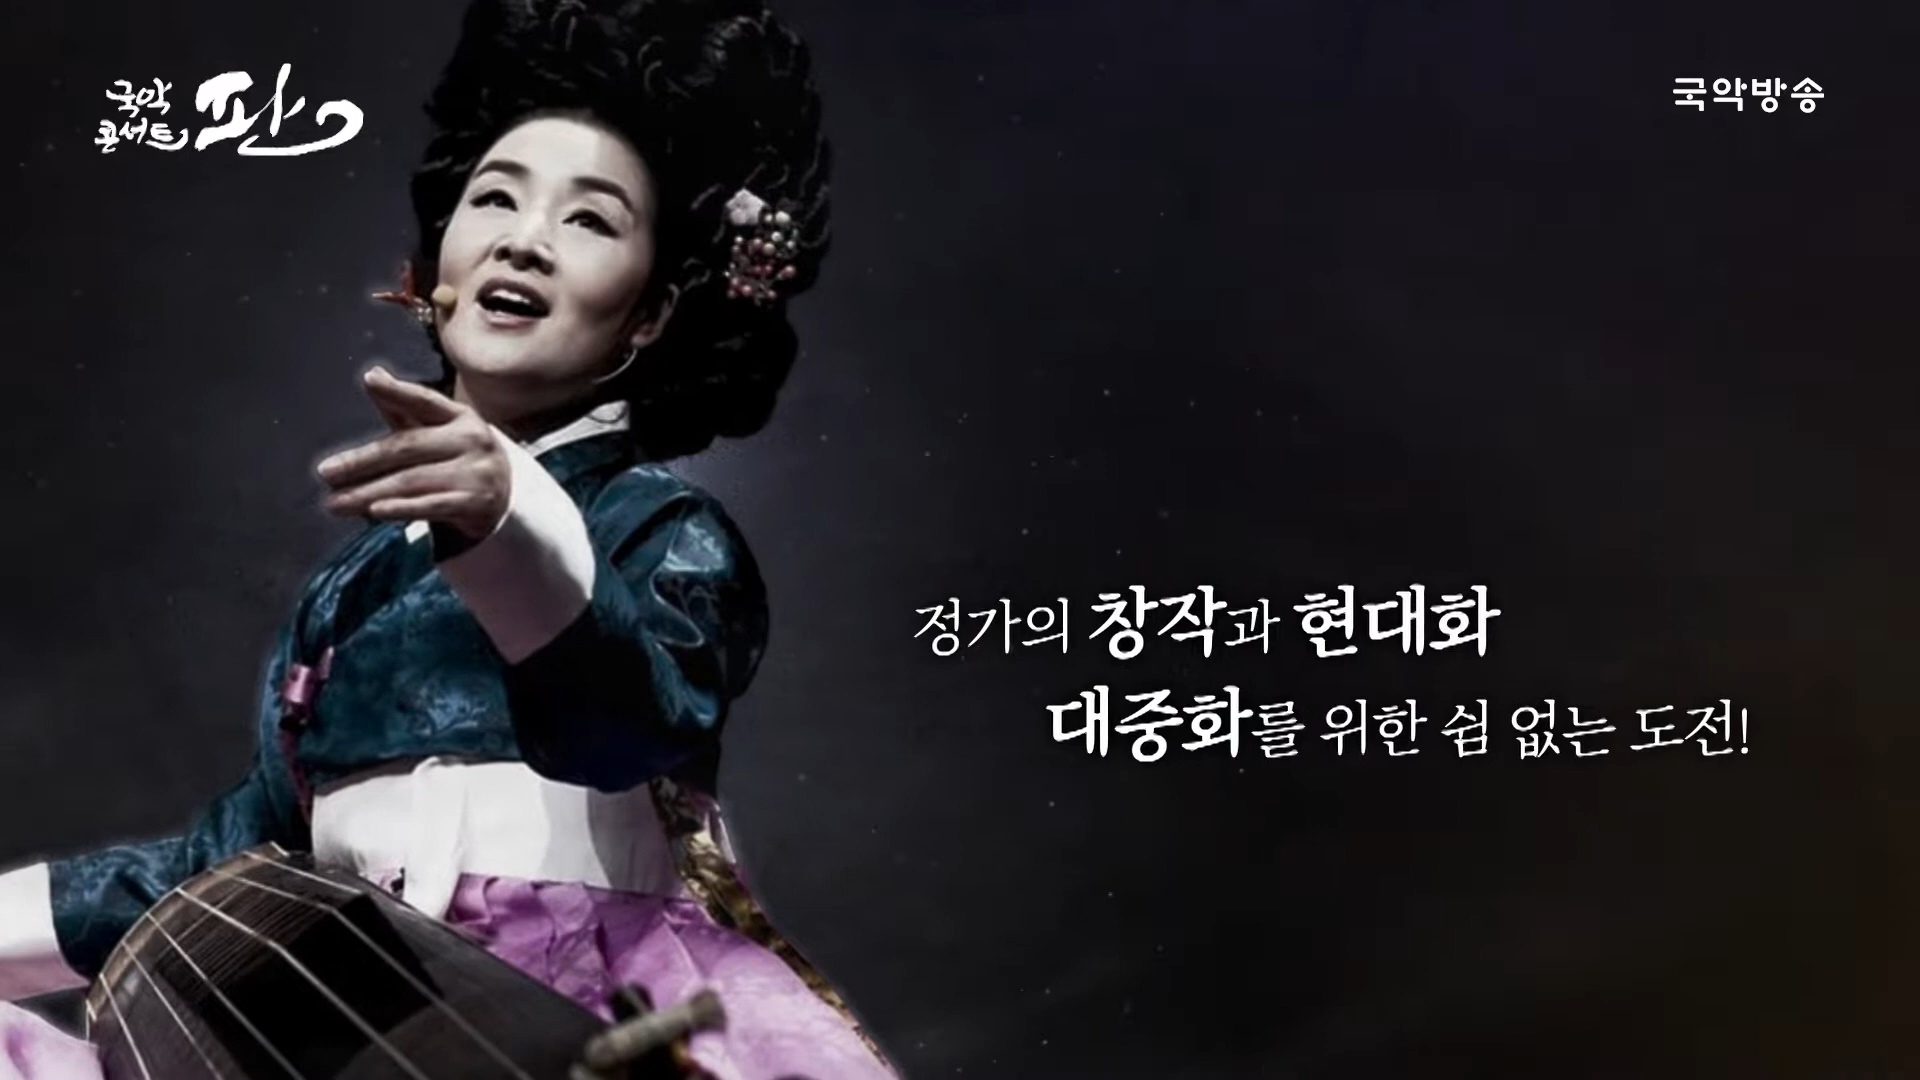 국악
콘서트 판
국악방송
정가의 창작과 현대화
대중화를 위한 쉼 없는 도전!